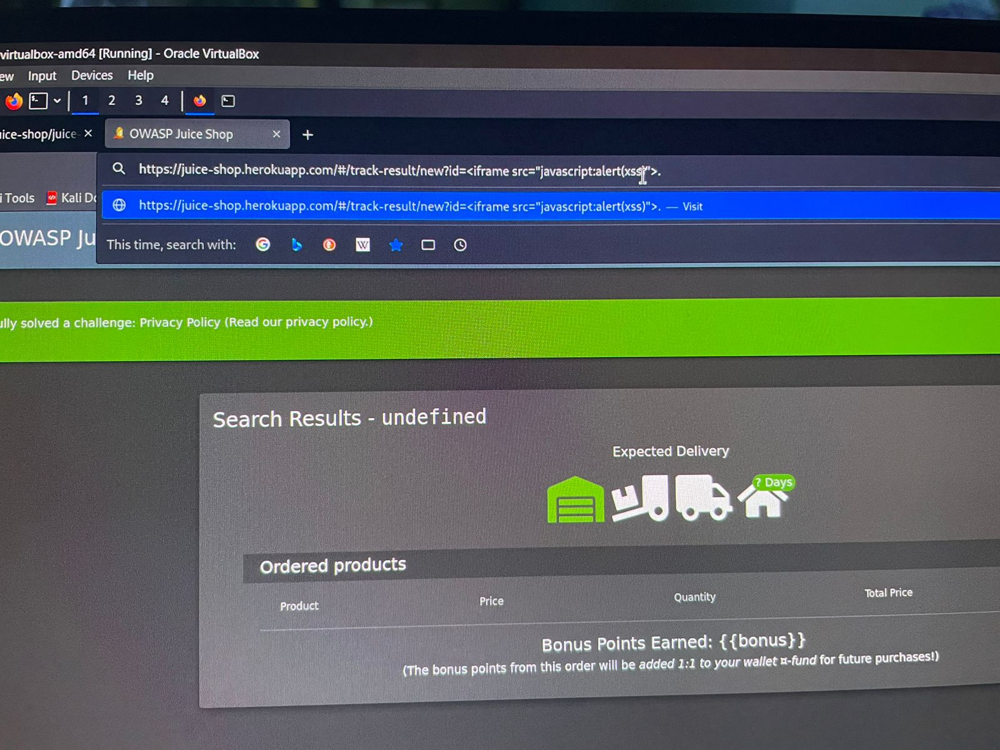 virtualbox-amd64 [Running] - Oracle VirtualBox
ew Input Devices Help
1 2 3 4
ice-shop/juice-
OWASP Juice Shop
https://juice-shop.herokuapp.com/#/track-result/new?id=<iframe src="javascript:alert(xss)">.
i Tools Kali Do
https://juice-shop.herokuapp.com/#/track-result/new?id=<iframe src="javascript:alert(xss)">. — Visit
OWASP Ju
This time, search with:
W
ully solved a challenge: Privacy Policy (Read our privacy policy.)
Search Results - undefined
Expected Delivery
? Days
Ordered products
Product Price Quantity Total Price
Bonus Points Earned: {{bonus}}
(The bonus points from this order will be added 1:1 to your wallet ¤-fund for future purchases!)